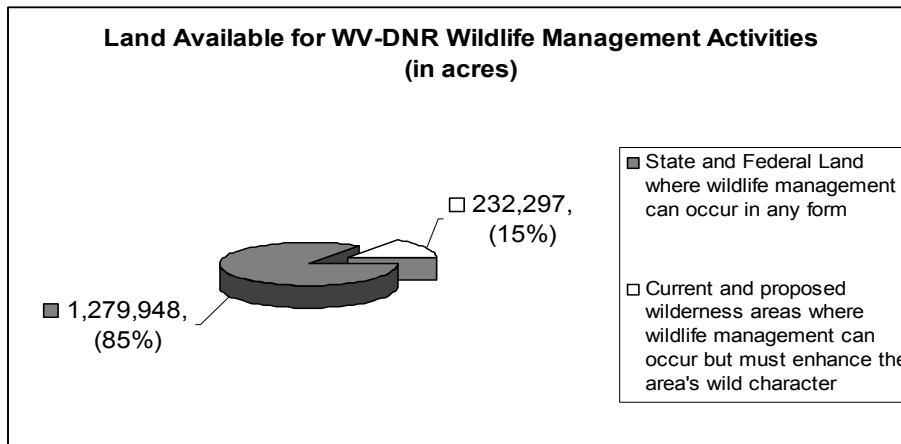 Land Available for WV-DNR Wildlife Management Activities
(in acres)
232,297,
(15%)
1,279,948,
(85%)
State and Federal Land
where wildlife management
can occur in any form
Current and proposed
wilderness areas where
wildlife management can
occur but must enhance the
area's wild character